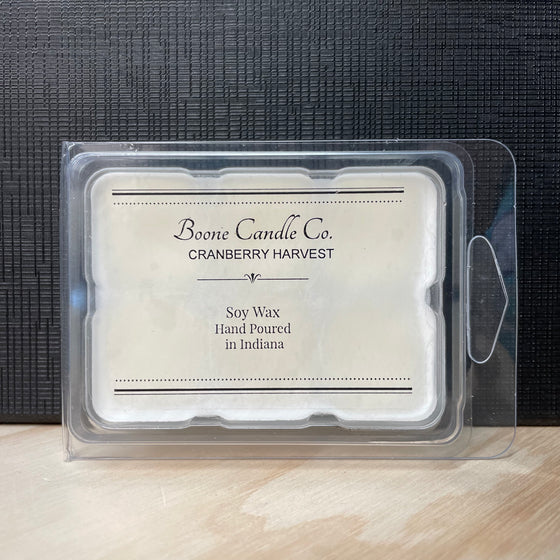 Boone Candle Co.
CRANBERRY HARVEST
Soy Wax
Hand Poured
in Indiana